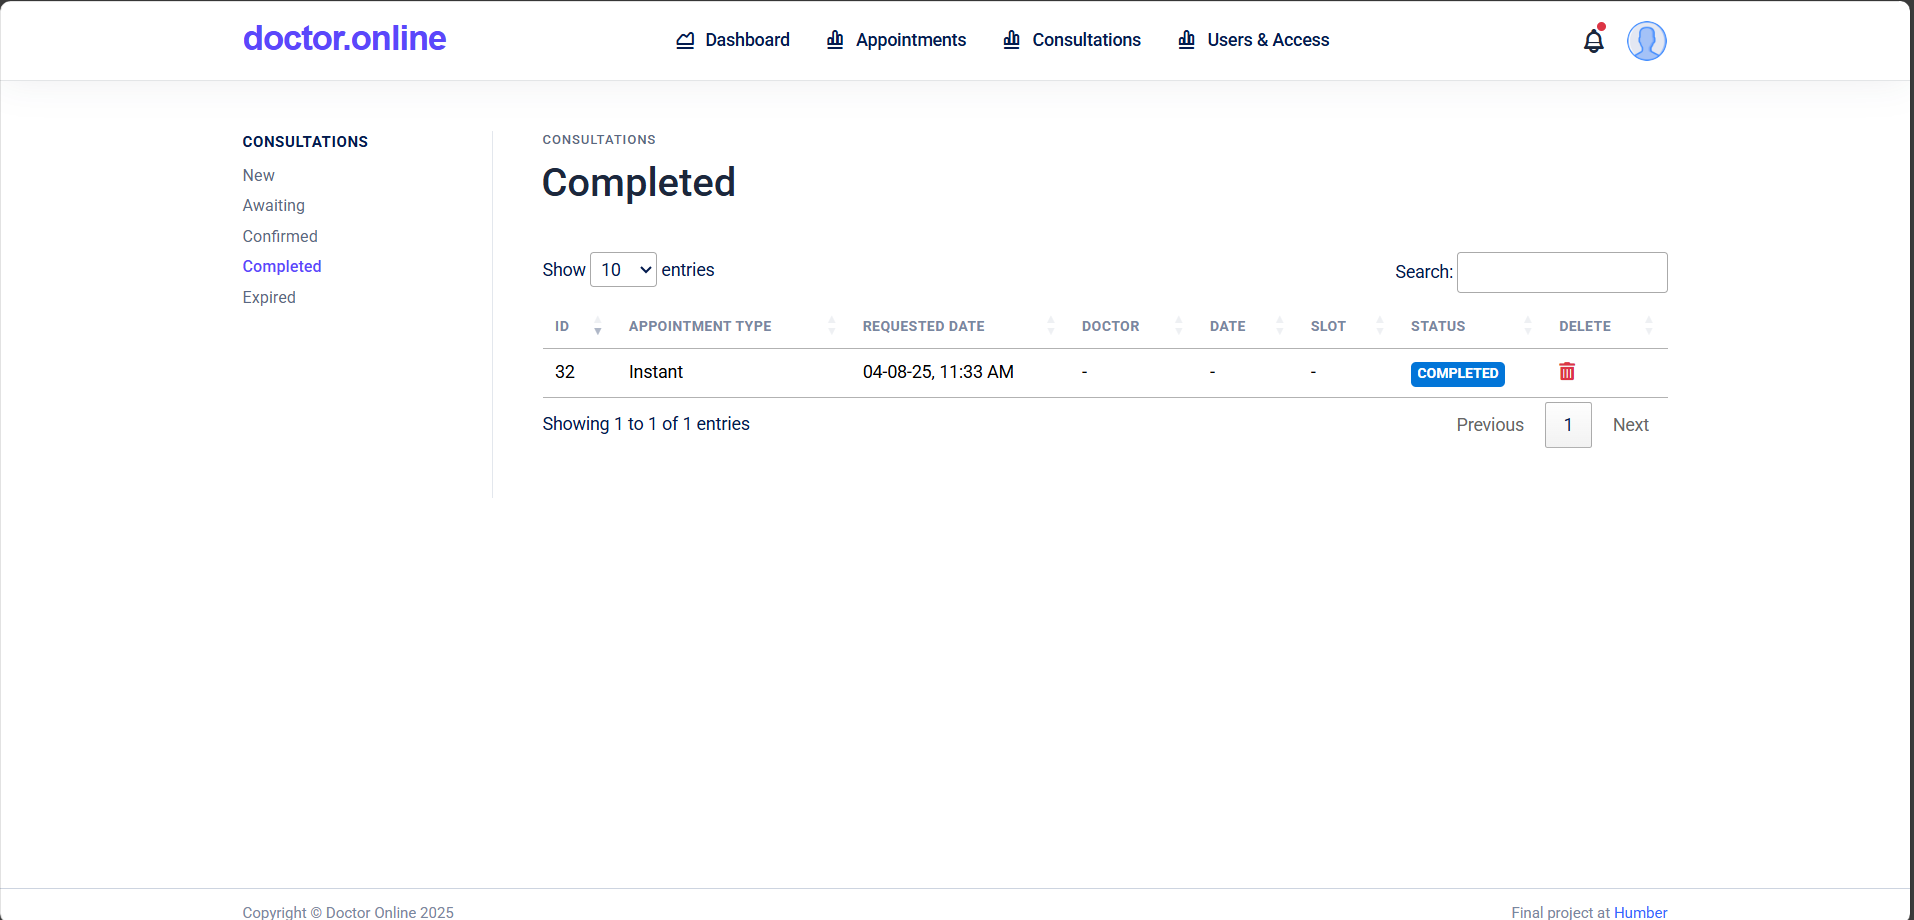 doctor.online
Dashboard Appointments Consultations Users & Access
CONSULTATIONS
New
Awaiting
Confirmed
Completed
Expired
CONSULTATIONS
Completed
Show 10 entries
Search:
ID APPOINTMENT TYPE REQUESTED DATE DOCTOR DATE SLOT STATUS DELETE
32 Instant 04-08-25, 11:33 AM - - - COMPLETED
Showing 1 to 1 of 1 entries
Previous 1 Next
Copyright © Doctor Online 2025
Final project at Humber